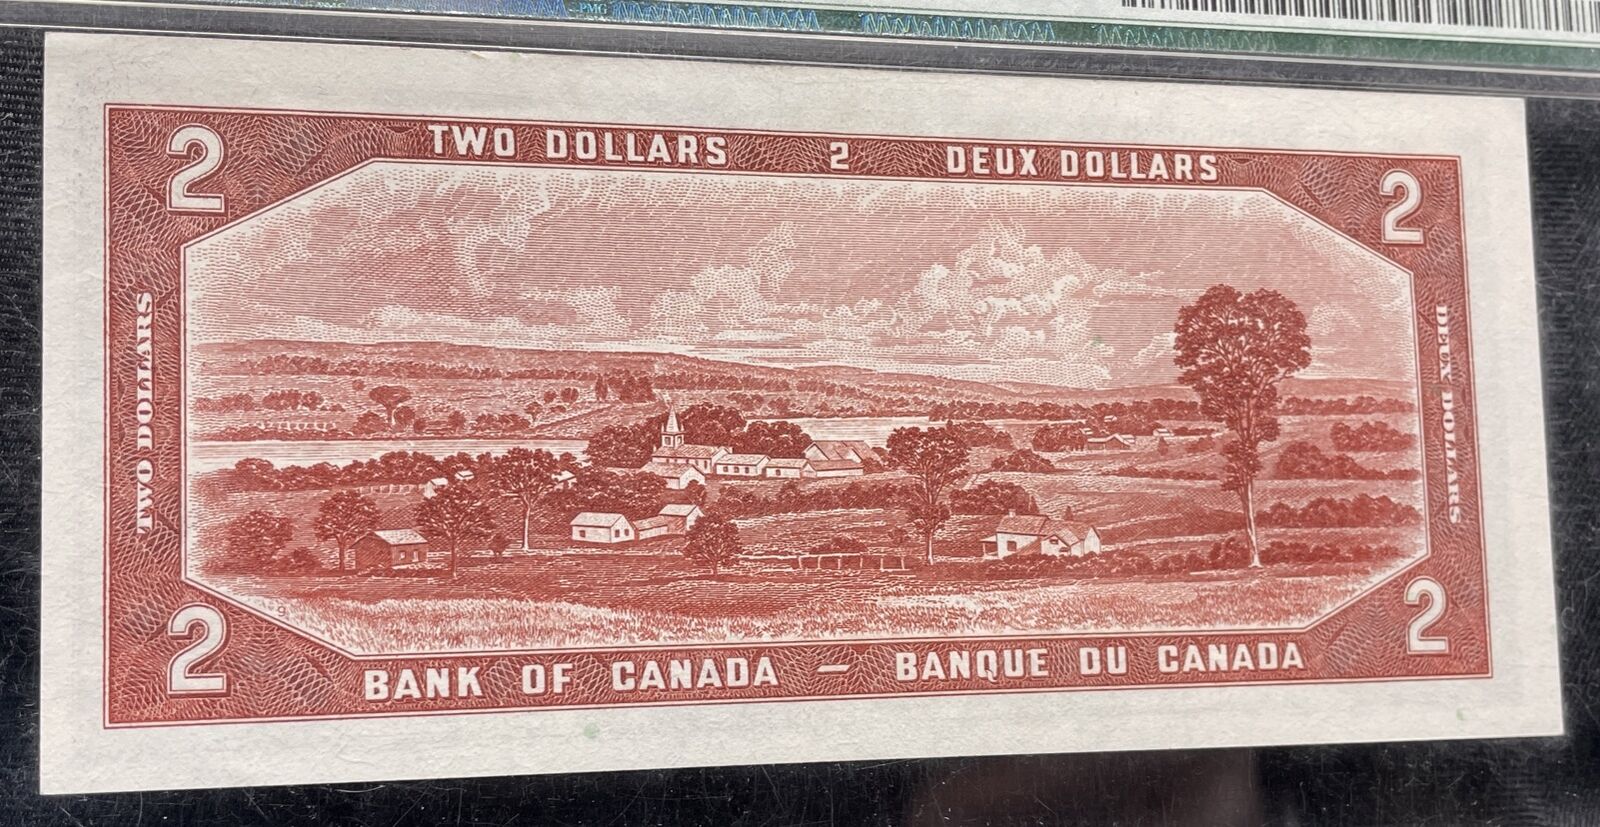 PMG
2 TWO DOLLARS 2 DEUX DOLLARS 2
TWO DOLLARS
DEUX DOLLARS
2 BANK OF CANADA – BANQUE DU CANADA 2